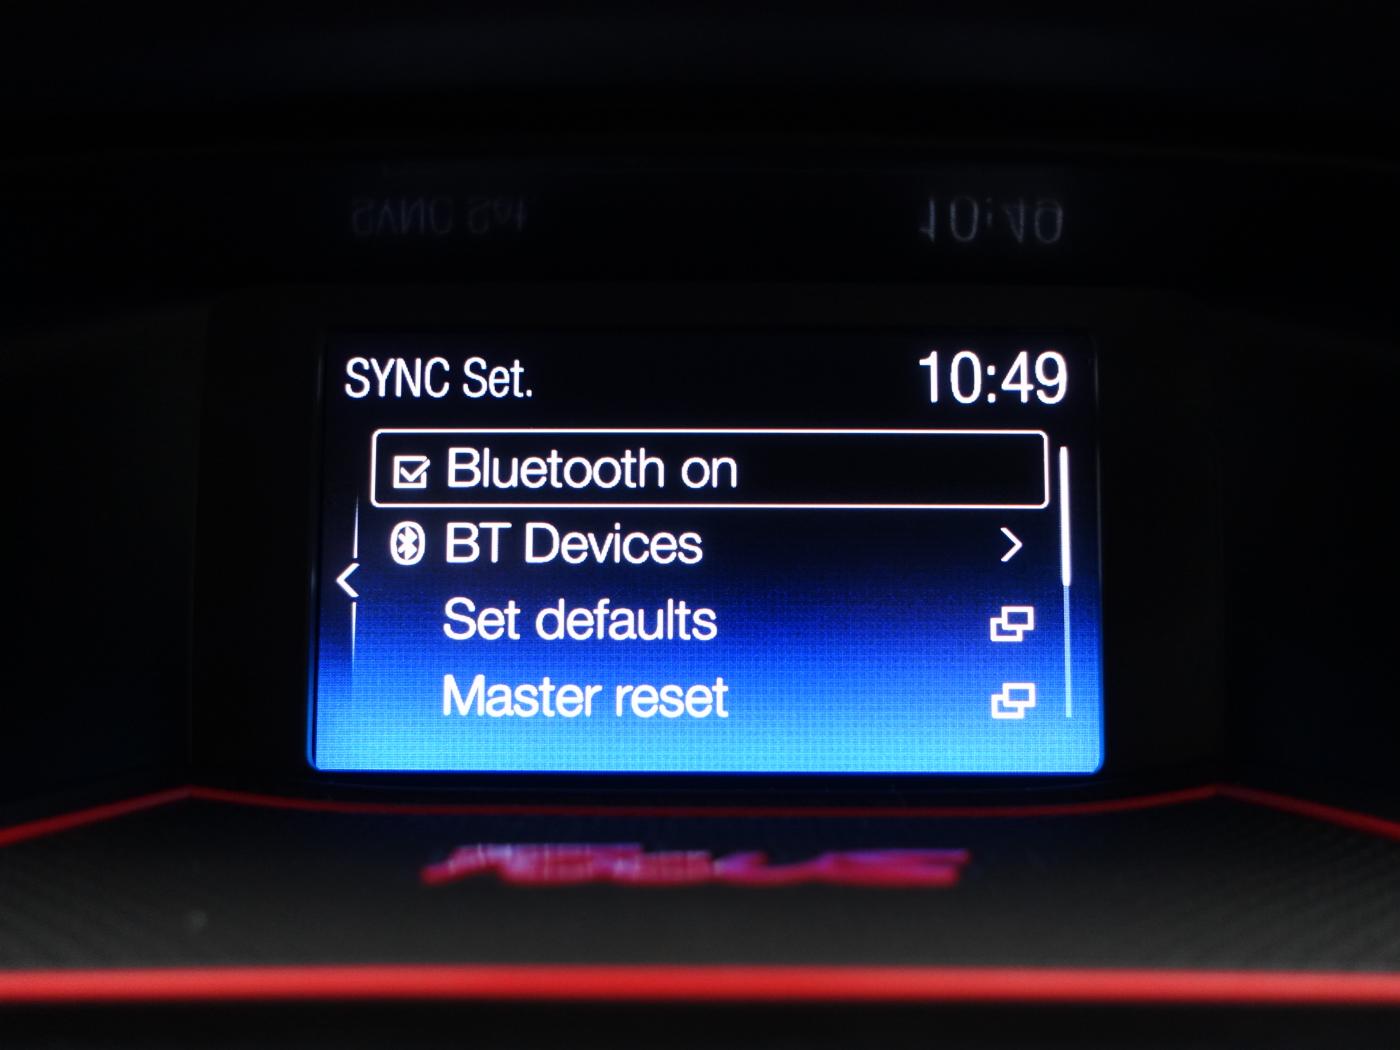 SYNC Set. 10:49
Bluetooth on
BT Devices
Set defaults
Master reset